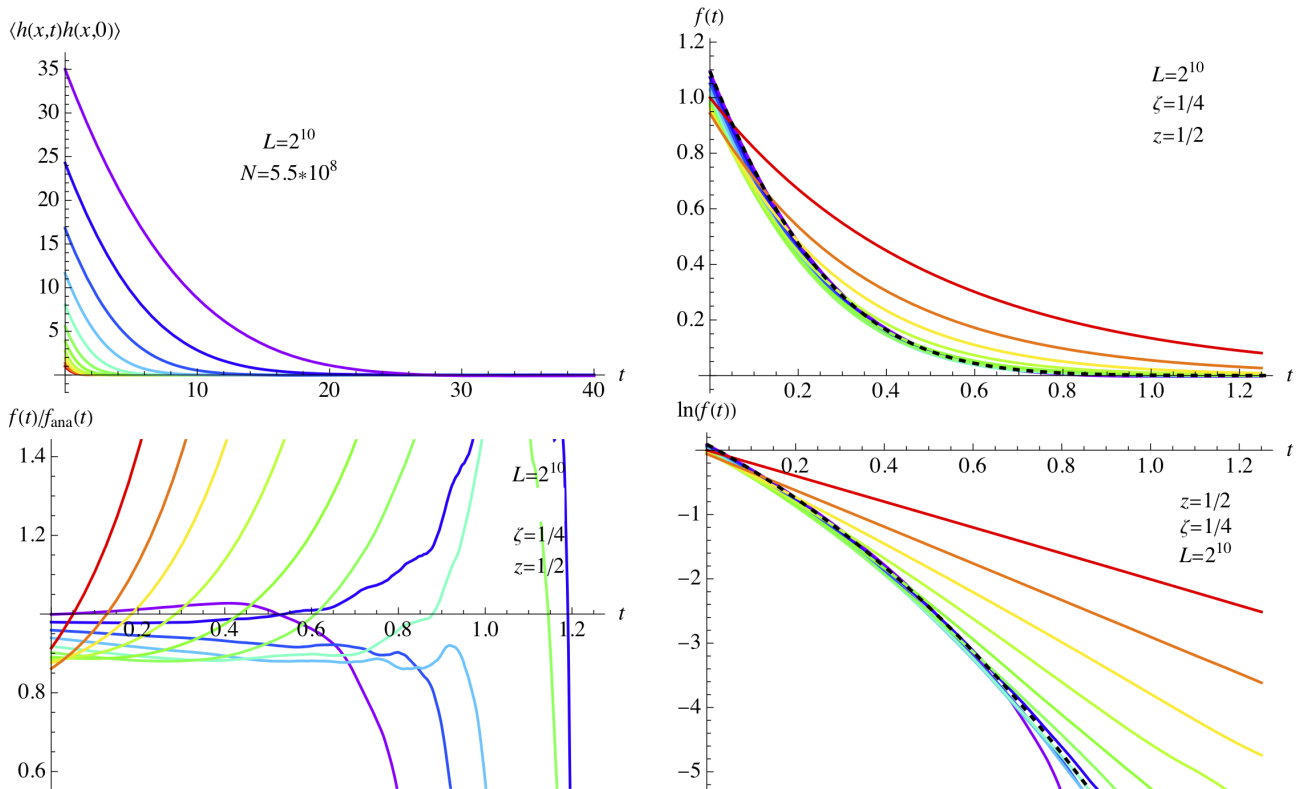 ⟨h(x,t)h(x,0)⟩
35
30
25
20
15
10
5
10
20
30
40
t
L=2^10
N=5.5*10^8
f(t)
1.2
1.0
0.8
0.6
0.4
0.2
0.2
0.4
0.6
0.8
1.0
1.2
t
L=2^10
ζ=1/4
z=1/2
f(t)/f_ana(t)
1.4
1.2
0.8
0.6
0.2
0.4
0.6
0.8
1.0
1.2
t
L=2^10
ζ=1/4
z=1/2
ln(f(t))
0.2
0.4
0.6
0.8
1.0
1.2
t
−1
−2
−3
−4
−5
z=1/2
ζ=1/4
L=2^10